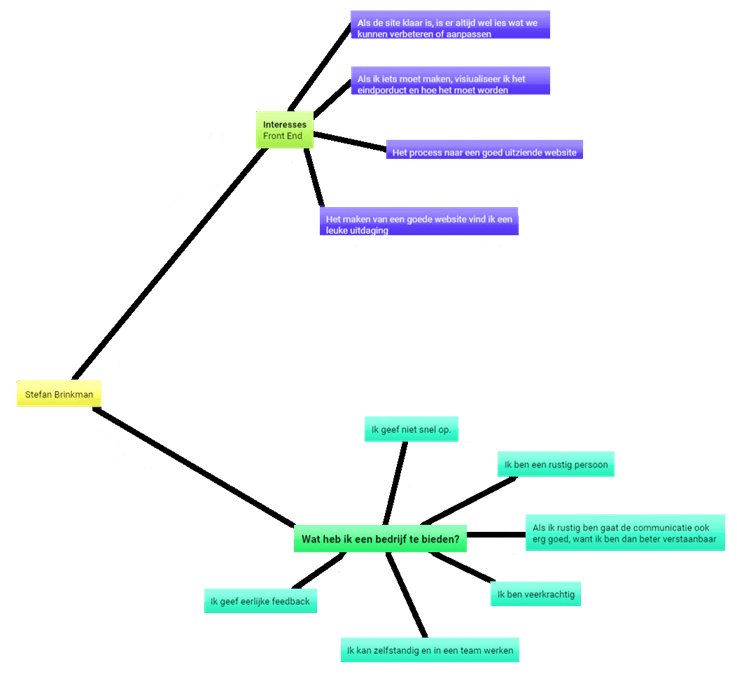 Als de site klaar is, is er altijd wel ies wat we
kunnen verbeteren of aanpassen
Als ik iets moet maken, visiualiseer ik het
eindporduct en hoe het moet worden
Interesses
Front End
Het process naar een goed uitziende website
Het maken van een goede website vind ik een
leuke uitdaging
Stefan Brinkman
Ik geef niet snel op.
Ik ben een rustig persoon
Als ik rustig ben gaat de communicatie ook
erg goed, want ik ben dan beter verstaanbaar
Wat heb ik een bedrijf te bieden?
Ik ben veerkrachtig
Ik geef eerlijke feedback
Ik kan zelfstandig en in een team werken